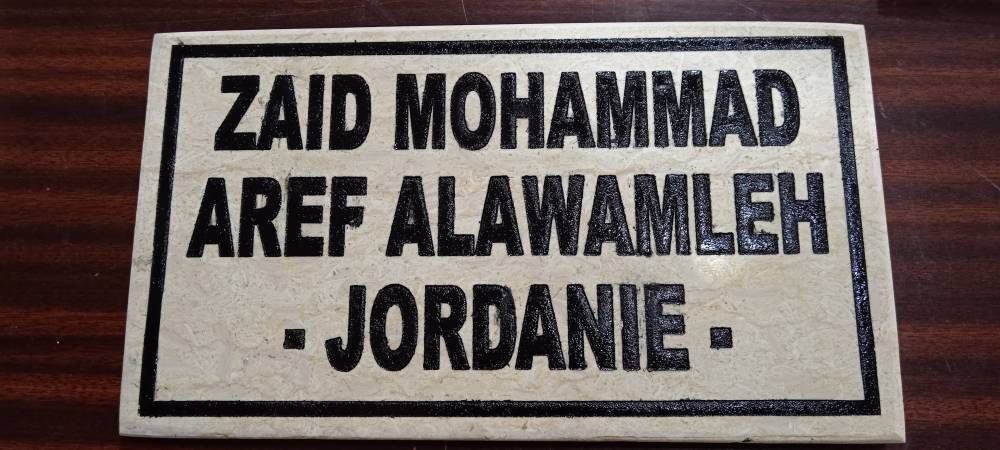 ZAID MOHAMMAD
AREF ALAWAMLEH
- JORDANIE -